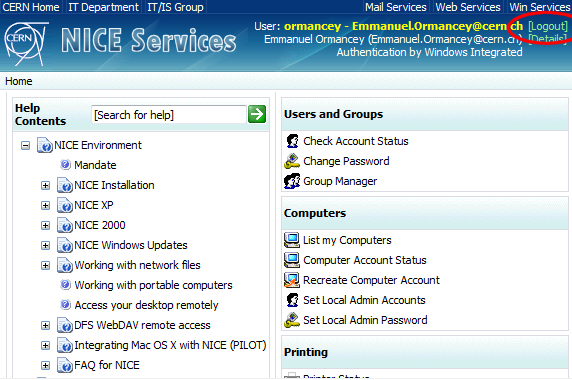 CERN Home IT Department IT/IS Group Mail Services Web Services Win Services
CERN NICE Services
User: ormancey - Emmanuel.Ormancey@cern.ch [Logout]
Emmanuel Ormancey (Emmanuel.Ormancey@cern.ch) [Details]
Authentication by Windows Integrated
Home
Help Contents
[Search for help]
NICE Environment
Mandate
NICE Installation
NICE XP
NICE 2000
NICE Windows Updates
Working with network files
Working with portable computers
Access your desktop remotely
DFS WebDAV remote access
Integrating Mac OS X with NICE (PILOT)
FAQ for NICE
Users and Groups
Check Account Status
Change Password
Group Manager
Computers
List my Computers
Computer Account Status
Recreate Computer Account
Set Local Admin Accounts
Set Local Admin Password
Printing
Printer Status